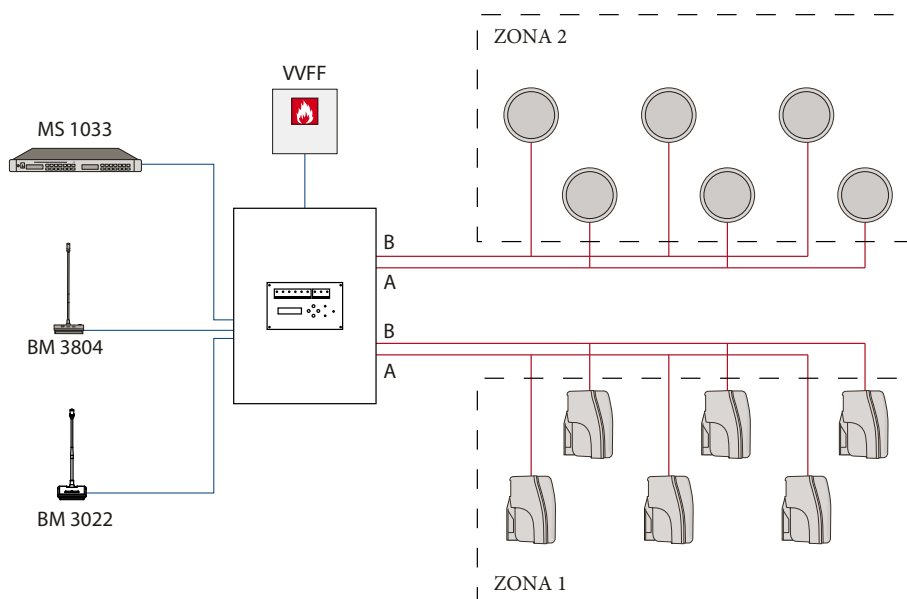 ZONA 2
VVFF
MS 1033
B
A
B
A
BM 3804
BM 3022
ZONA 1